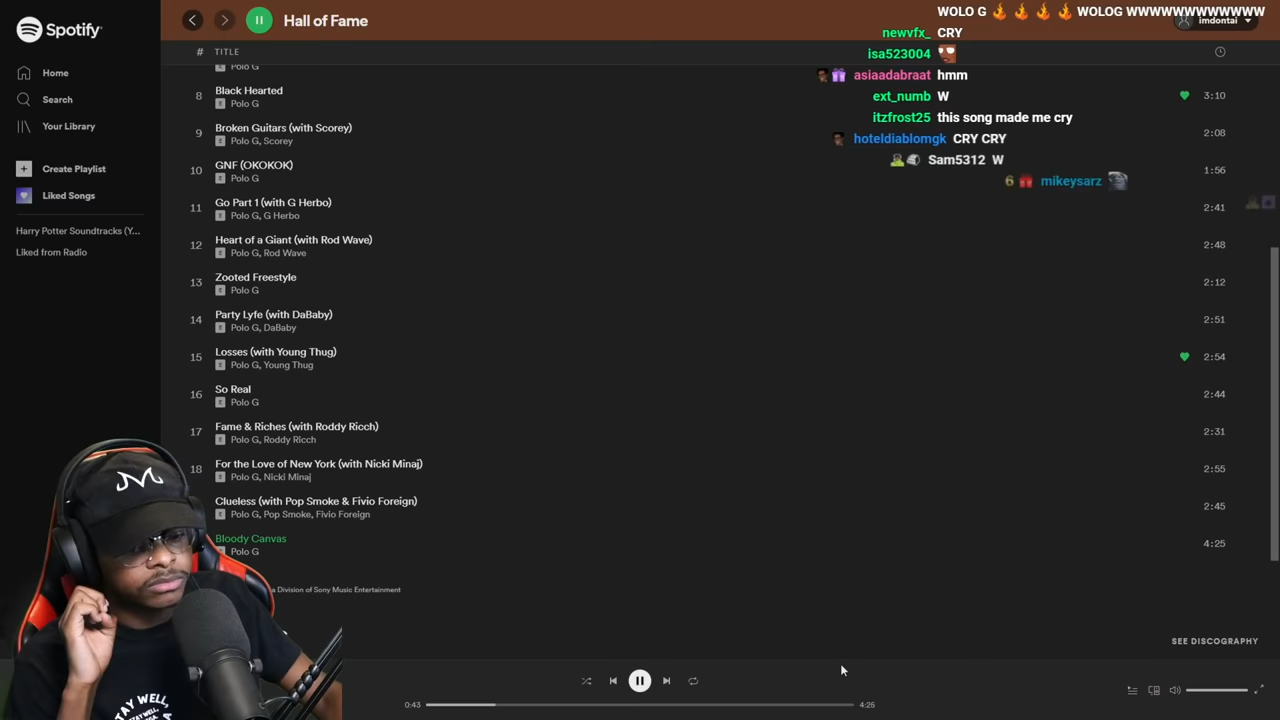 Spotify
Home
Search
Your Library
Create Playlist
Liked Songs
Harry Potter Soundtracks (Y...
Liked from Radio
Hall of Fame
imdontai
# TITLE
Polo G
8 Black Hearted 3:10
Polo G
9 Broken Guitars (with Scorey) 2:08
Polo G, Scorey
10 GNF (OKOKOK) 1:56
Polo G
11 Go Part 1 (with G Herbo) 2:41
Polo G, G Herbo
12 Heart of a Giant (with Rod Wave) 2:48
Polo G, Rod Wave
13 Zooted Freestyle 2:12
Polo G
14 Party Lyfe (with DaBaby) 2:51
Polo G, DaBaby
15 Losses (with Young Thug) 2:54
Polo G, Young Thug
16 So Real 2:44
Polo G
17 Fame & Riches (with Roddy Ricch) 2:31
Polo G, Roddy Ricch
18 For the Love of New York (with Nicki Minaj) 2:55
Polo G, Nicki Minaj
Clueless (with Pop Smoke & Fivio Foreign) 2:45
Polo G, Pop Smoke, Fivio Foreign
Bloody Canvas 4:25
Polo G
a Division of Sony Music Entertainment
SEE DISCOGRAPHY
0:43 4:25
WOLO G 🔥 🔥 🔥 🔥 WOLOG WWWWWWWWWWWW
newvfx_ CRY
isa523004
asiaadabraat hmm
ext_numb W
itzfrost25 this song made me cry
hoteldiablomgk CRY CRY
Sam5312 W
6 mikeysarz
STAY WELL,